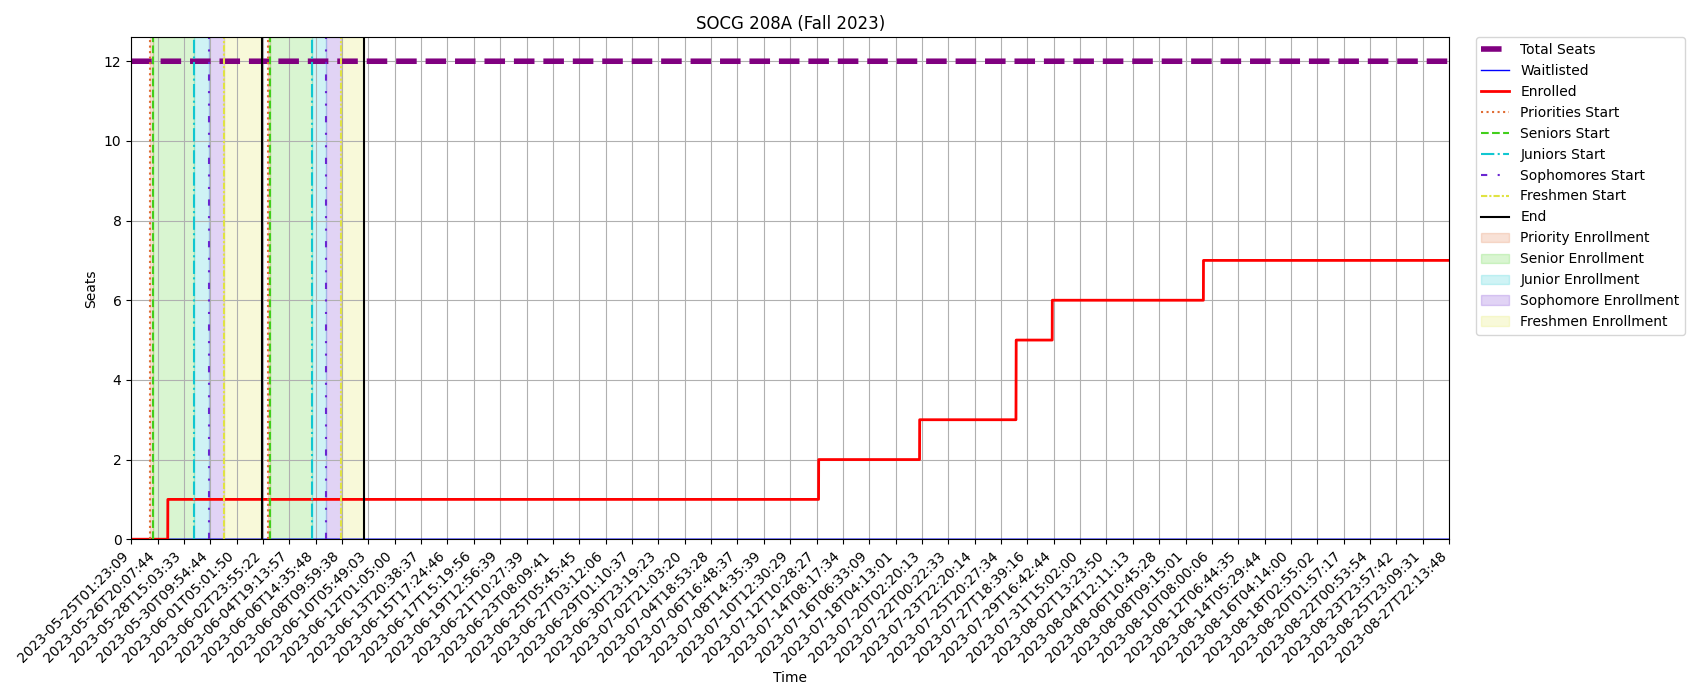 SOCG 208A (Fall 2023)
Seats
12
10
8
6
4
2
0
2023-05-25T01:23:09
2023-05-26T20:07:44
2023-05-28T15:03:33
2023-05-30T09:54:44
2023-06-01T05:01:50
2023-06-02T23:55:22
2023-06-04T19:13:57
2023-06-06T14:35:48
2023-06-08T09:59:38
2023-06-10T05:49:03
2023-06-12T01:05:00
2023-06-13T20:38:37
2023-06-15T17:24:46
2023-06-17T15:19:56
2023-06-19T12:56:39
2023-06-21T10:27:39
2023-06-23T08:09:41
2023-06-25T05:45:45
2023-06-27T03:12:06
2023-06-29T01:10:37
2023-06-30T23:19:23
2023-07-02T21:03:20
2023-07-04T18:53:28
2023-07-06T16:48:37
2023-07-08T14:35:39
2023-07-10T12:30:29
2023-07-12T10:28:27
2023-07-14T08:17:34
2023-07-16T06:33:09
2023-07-18T04:13:01
2023-07-20T02:20:13
2023-07-22T00:22:33
2023-07-23T22:20:14
2023-07-25T20:27:34
2023-07-27T18:39:16
2023-07-29T16:42:44
2023-07-31T15:02:00
2023-08-02T13:23:50
2023-08-04T12:11:13
2023-08-06T10:45:28
2023-08-08T09:15:01
2023-08-10T08:00:06
2023-08-12T06:44:35
2023-08-14T05:29:44
2023-08-16T04:14:00
2023-08-18T02:55:02
2023-08-20T01:57:17
2023-08-22T00:53:54
2023-08-23T23:57:42
2023-08-25T23:09:31
2023-08-27T22:13:48
Time
Total Seats
Waitlisted
Enrolled
Priorities Start
Seniors Start
Juniors Start
Sophomores Start
Freshmen Start
End
Priority Enrollment
Senior Enrollment
Junior Enrollment
Sophomore Enrollment
Freshmen Enrollment